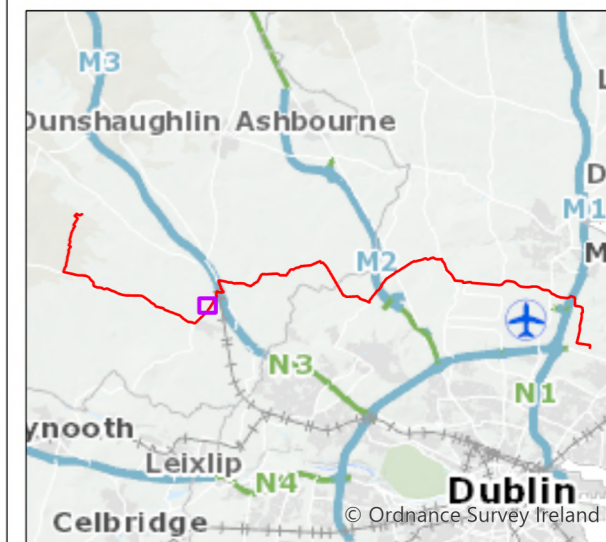 M3
L
Dunshaughlin Ashbourne
D
M1
M
M2
N3
N1
ynooth
Leixlip
N4
Dublin
Celbridge
© Ordnance Survey Ireland